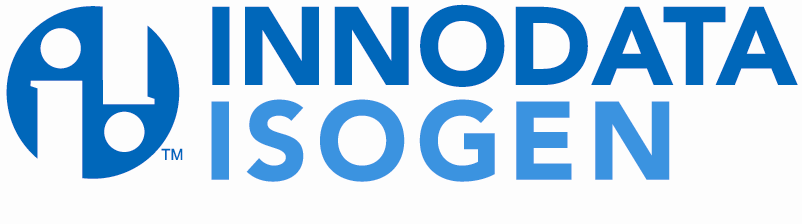 INNODATA
ISOGEN
TM